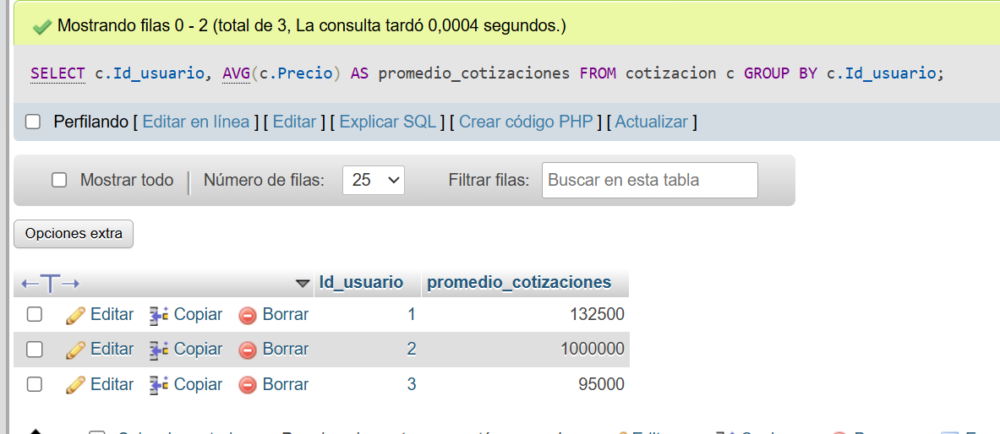 Mostrando filas 0 - 2 (total de 3, La consulta tardó 0,0004 segundos.)
SELECT c.Id_usuario, AVG(c.Precio) AS promedio_cotizaciones FROM cotizacion c GROUP BY c.Id_usuario;
Perfilando [ Editar en línea ] [ Editar ] [ Explicar SQL ] [ Crear código PHP ] [ Actualizar ]
Mostrar todo Número de filas: 25 Filtrar filas: Buscar en esta tabla
Opciones extra
←T→ Id_usuario promedio_cotizaciones
Editar Copiar Borrar 1 132500
Editar Copiar Borrar 2 1000000
Editar Copiar Borrar 3 95000